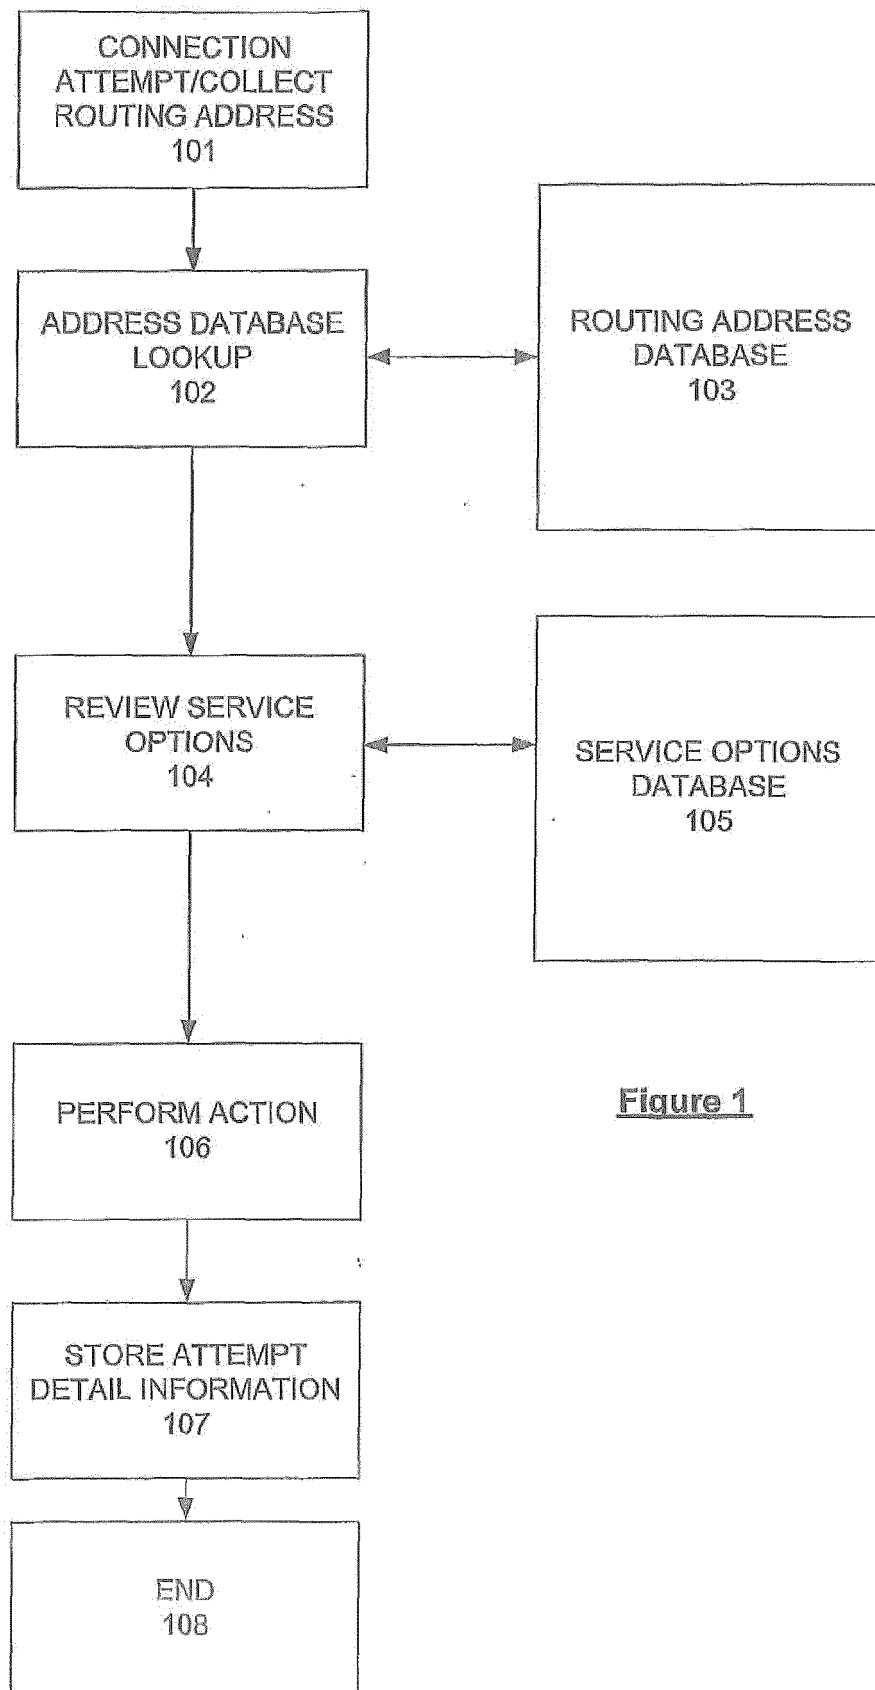 CONNECTION
ATTEMPT/COLLECT
ROUTING ADDRESS
101
ADDRESS DATABASE
LOOKUP
102
ROUTING ADDRESS
DATABASE
103
REVIEW SERVICE
OPTIONS
104
SERVICE OPTIONS
DATABASE
105
PERFORM ACTION
106
Figure 1
STORE ATTEMPT
DETAIL INFORMATION
107
END
108